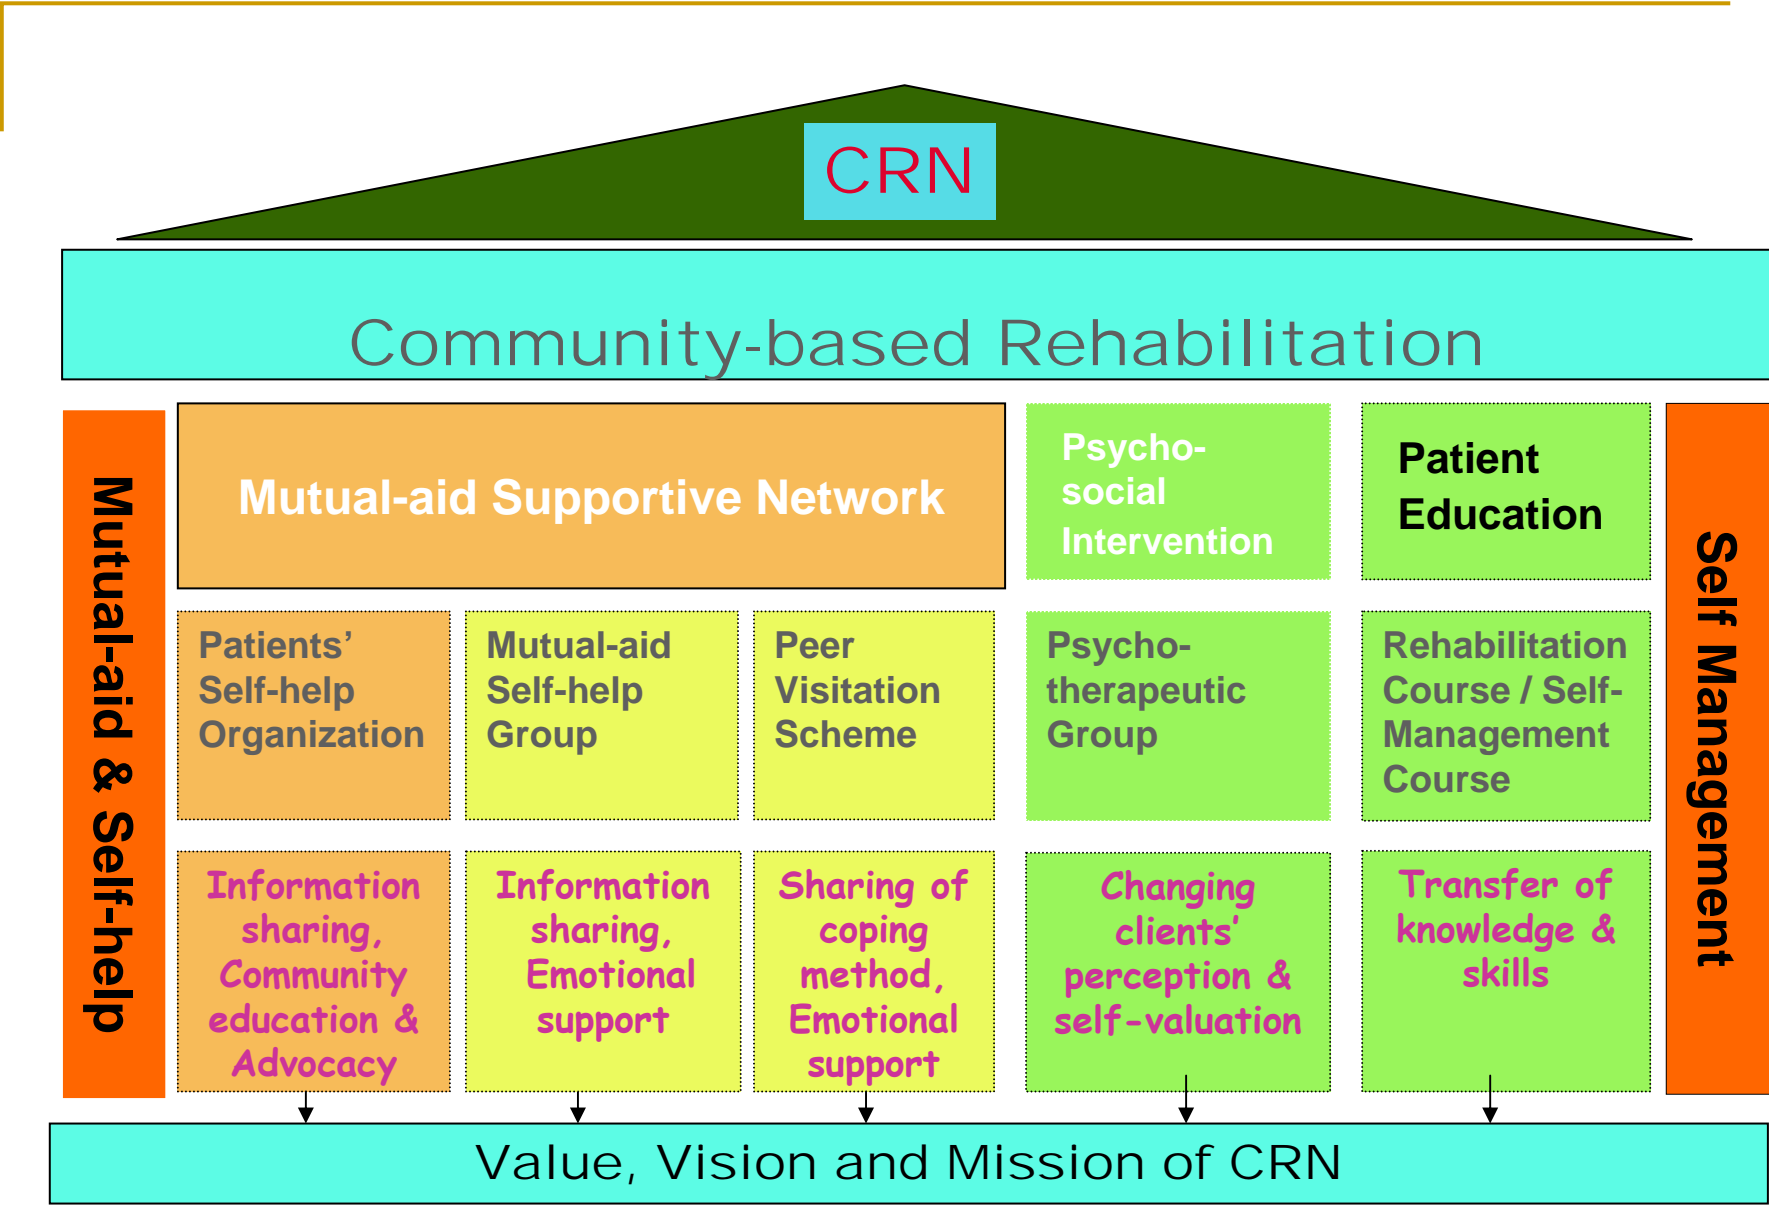 CRN
Community-based Rehabilitation
Mutual-aid & Self-help
Mutual-aid Supportive Network
Psycho-
social
Intervention
Patient
Education
Self Management
Patients’
Self-help
Organization
Mutual-aid
Self-help
Group
Peer
Visitation
Scheme
Psycho-
therapeutic
Group
Rehabilitation
Course / Self-
Management
Course
Information
sharing,
Community
education &
Advocacy
Information
sharing,
Emotional
support
Sharing of
coping
method,
Emotional
support
Changing
clients’
perception &
self-valuation
Transfer of
knowledge &
skills
Value, Vision and Mission of CRN